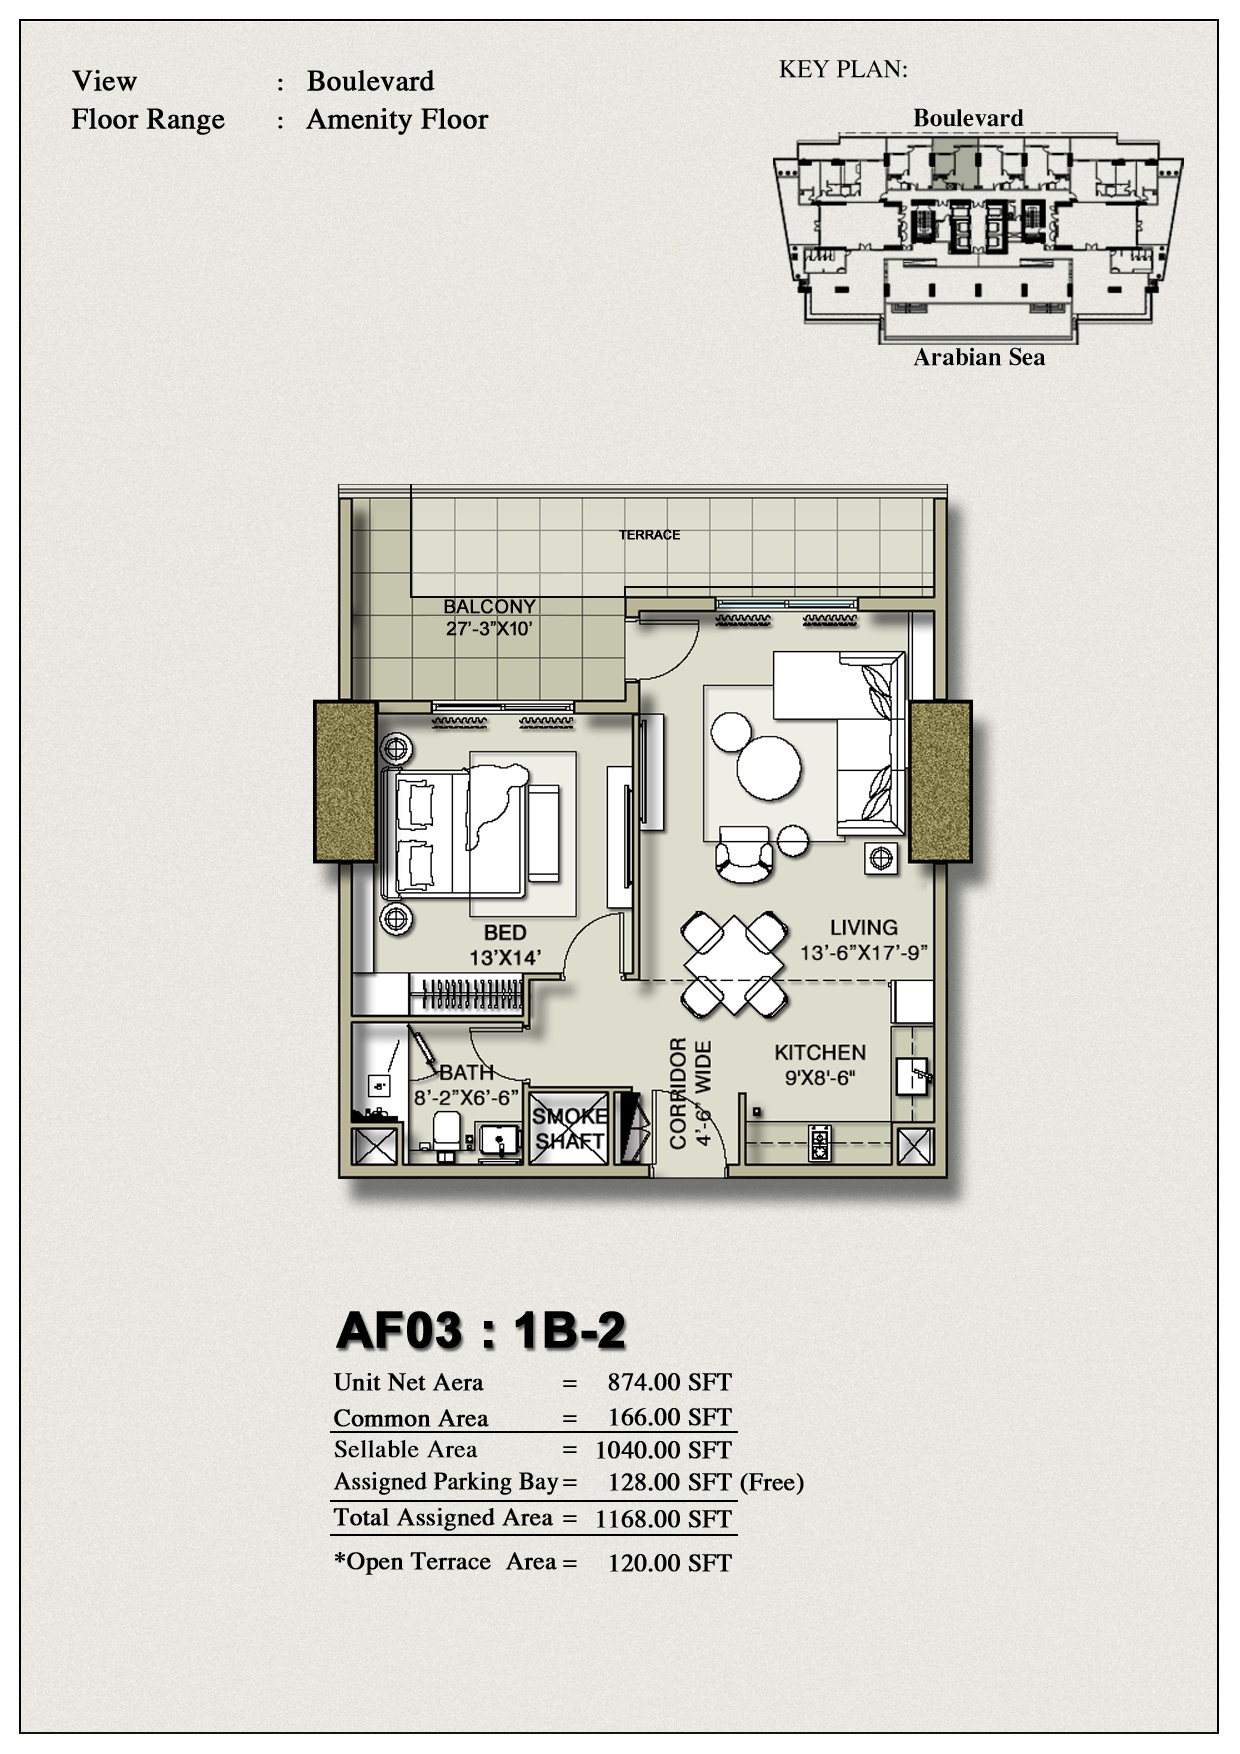 View : Boulevard
Floor Range : Amenity Floor
KEY PLAN:
Boulevard
Arabian Sea
TERRACE
BALCONY
27'-3"X10'
BED
13'X14'
LIVING
13'-6"X17'-9"
KITCHEN
9'X8'-6"
CORRIDOR
4'-6" WIDE
BATH
8'-2"X6'-6"
SMOKE
SHAFT
AF03 : 1B-2
Unit Net Aera = 874.00 SFT
Common Area = 166.00 SFT
Sellable Area = 1040.00 SFT
Assigned Parking Bay = 128.00 SFT (Free)
Total Assigned Area = 1168.00 SFT
*Open Terrace Area = 120.00 SFT